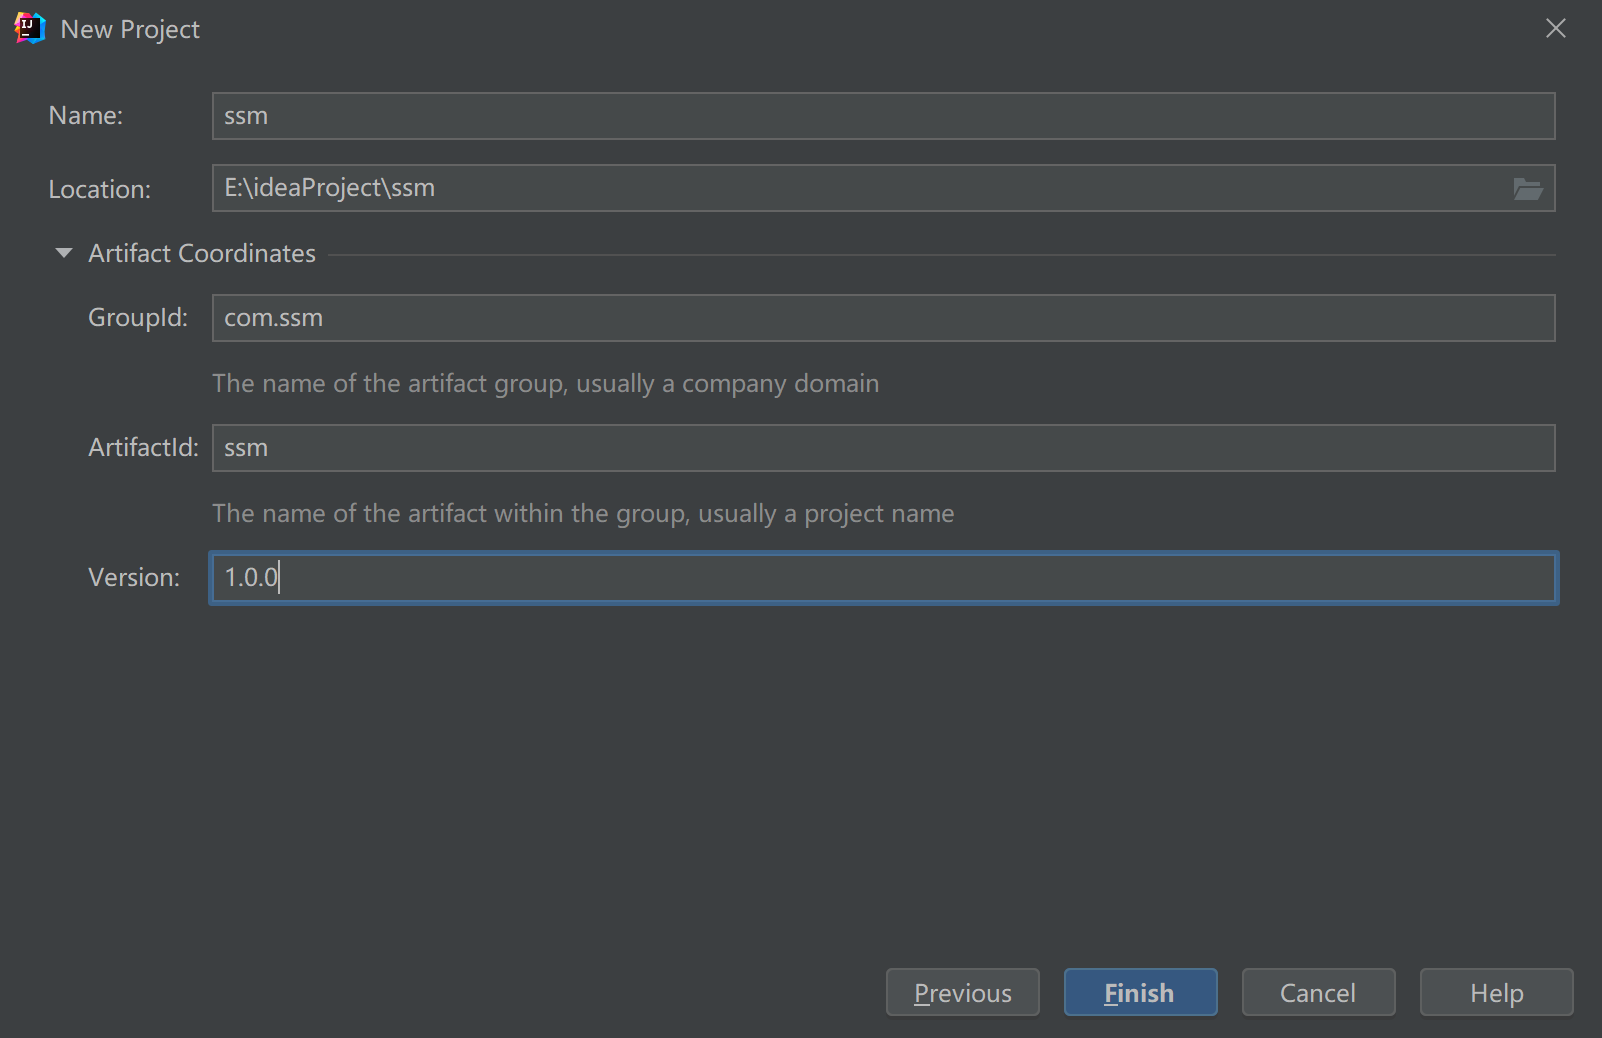 IJ
New Project
Name: ssm
Location: E:\ideaProject\ssm
Artifact Coordinates
GroupId: com.ssm
The name of the artifact group, usually a company domain
ArtifactId: ssm
The name of the artifact within the group, usually a project name
Version: 1.0.0
Previous Finish Cancel Help